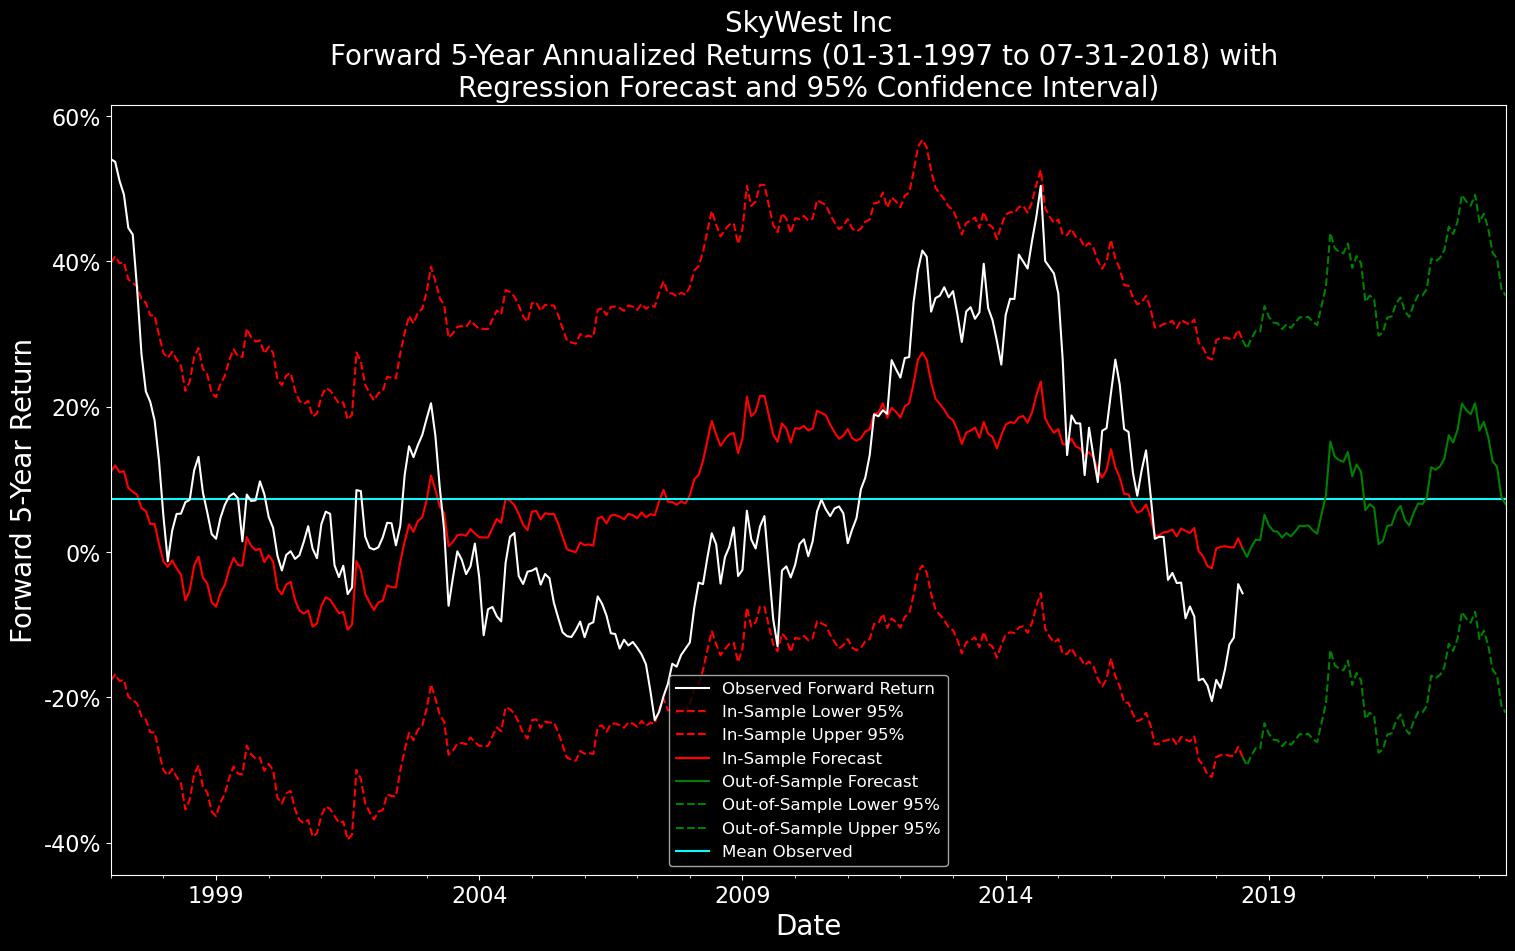 SkyWest Inc
Forward 5-Year Annualized Returns (01-31-1997 to 07-31-2018) with
Regression Forecast and 95% Confidence Interval)
60%
40%
20%
0%
-20%
-40%
Forward 5-Year Return
Observed Forward Return
In-Sample Lower 95%
In-Sample Upper 95%
In-Sample Forecast
Out-of-Sample Forecast
Out-of-Sample Lower 95%
Out-of-Sample Upper 95%
Mean Observed
1999
2004
2009
2014
2019
Date